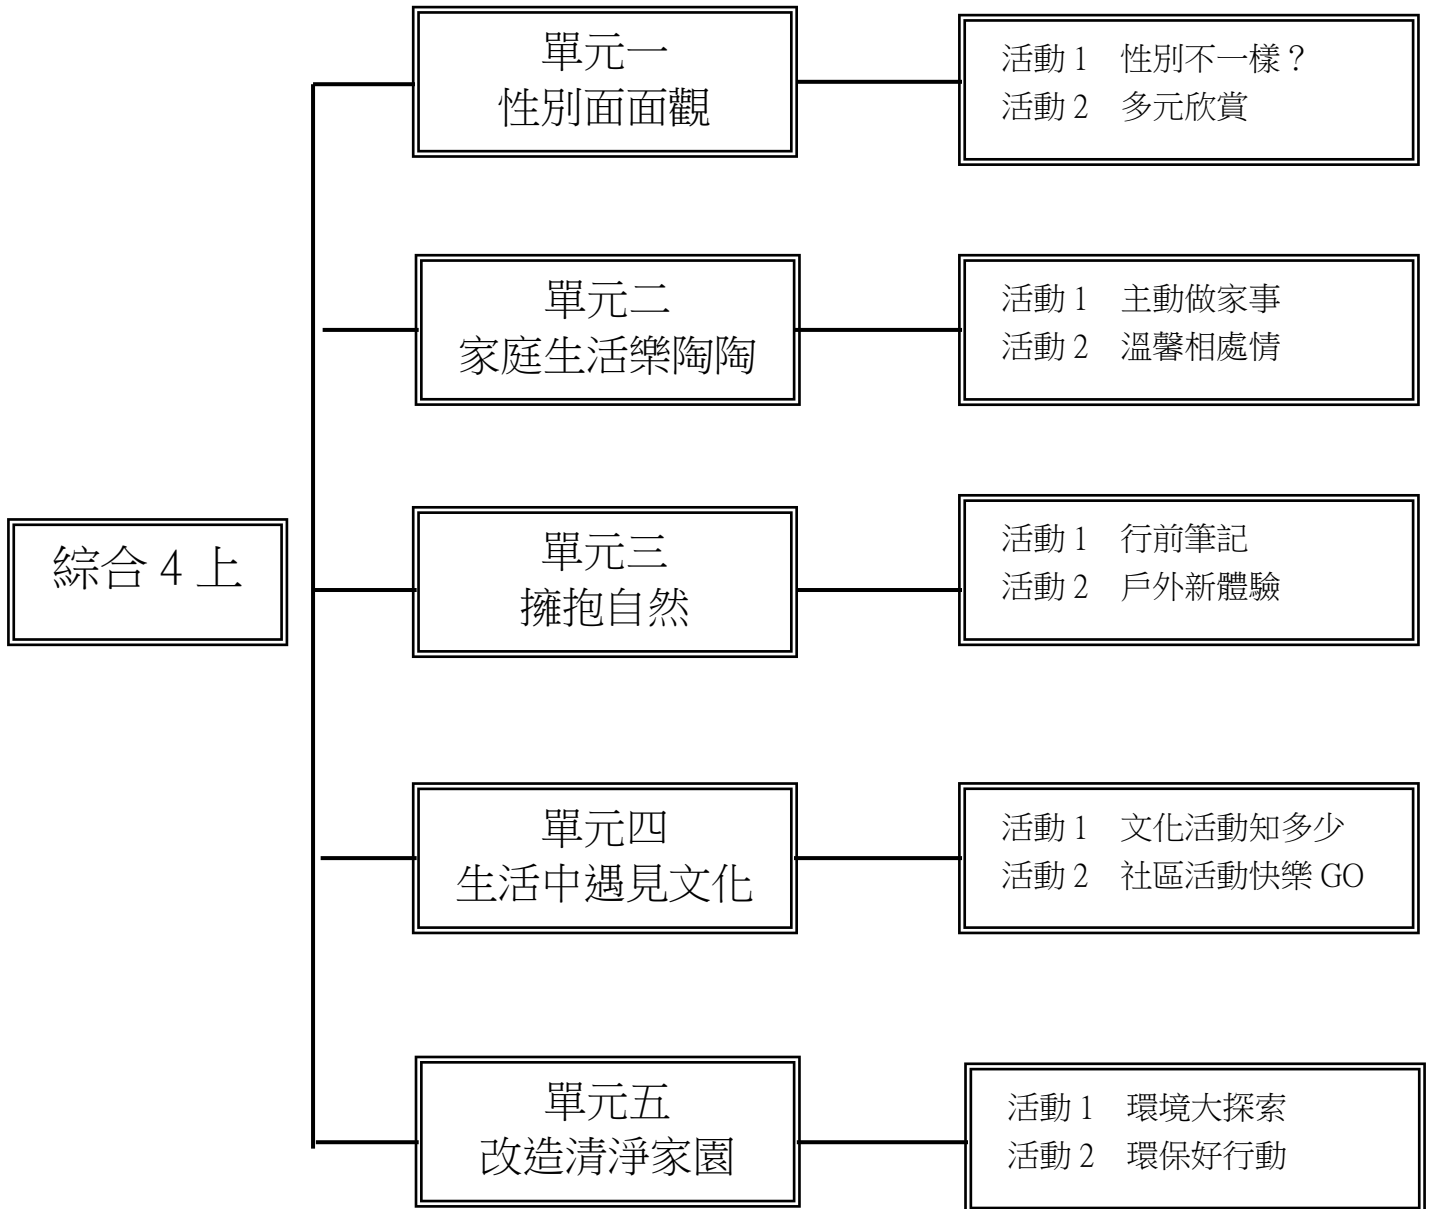 單元一
性別面面觀
活動 1　性別不一樣？
活動 2　多元欣賞
單元二
家庭生活樂陶陶
活動 1　主動做家事
活動 2　溫馨相處情
綜合 4 上
單元三
擁抱自然
活動 1　行前筆記
活動 2　戶外新體驗
單元四
生活中遇見文化
活動 1　文化活動知多少
活動 2　社區活動快樂 GO
單元五
改造清淨家園
活動 1　環境大探索
活動 2　環保好行動